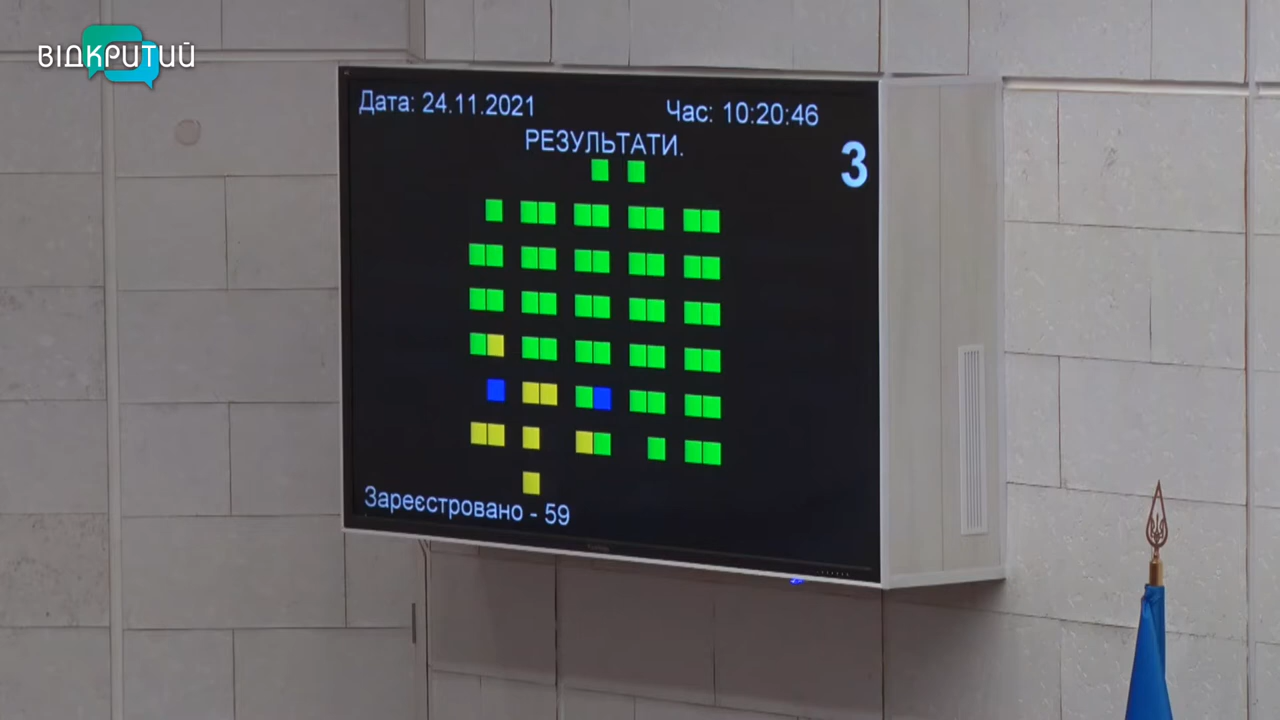 ВІДКРИТИЙ
Дата: 24.11.2021
Час: 10:20:46
РЕЗУЛЬТАТИ.
3
Зареєстровано - 59